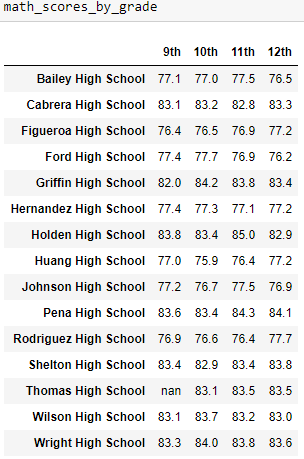 math_scores_by_grade
9th 10th 11th 12th
Bailey High School 77.1 77.0 77.5 76.5
Cabrera High School 83.1 83.2 82.8 83.3
Figueroa High School 76.4 76.5 76.9 77.2
Ford High School 77.4 77.7 76.9 76.2
Griffin High School 82.0 84.2 83.8 83.4
Hernandez High School 77.4 77.3 77.1 77.2
Holden High School 83.8 83.4 85.0 82.9
Huang High School 77.0 75.9 76.4 77.2
Johnson High School 77.2 76.7 77.5 76.9
Pena High School 83.6 83.4 84.3 84.1
Rodriguez High School 76.9 76.6 76.4 77.7
Shelton High School 83.4 82.9 83.4 83.8
Thomas High School nan 83.1 83.5 83.5
Wilson High School 83.1 83.7 83.2 83.0
Wright High School 83.3 84.0 83.8 83.6